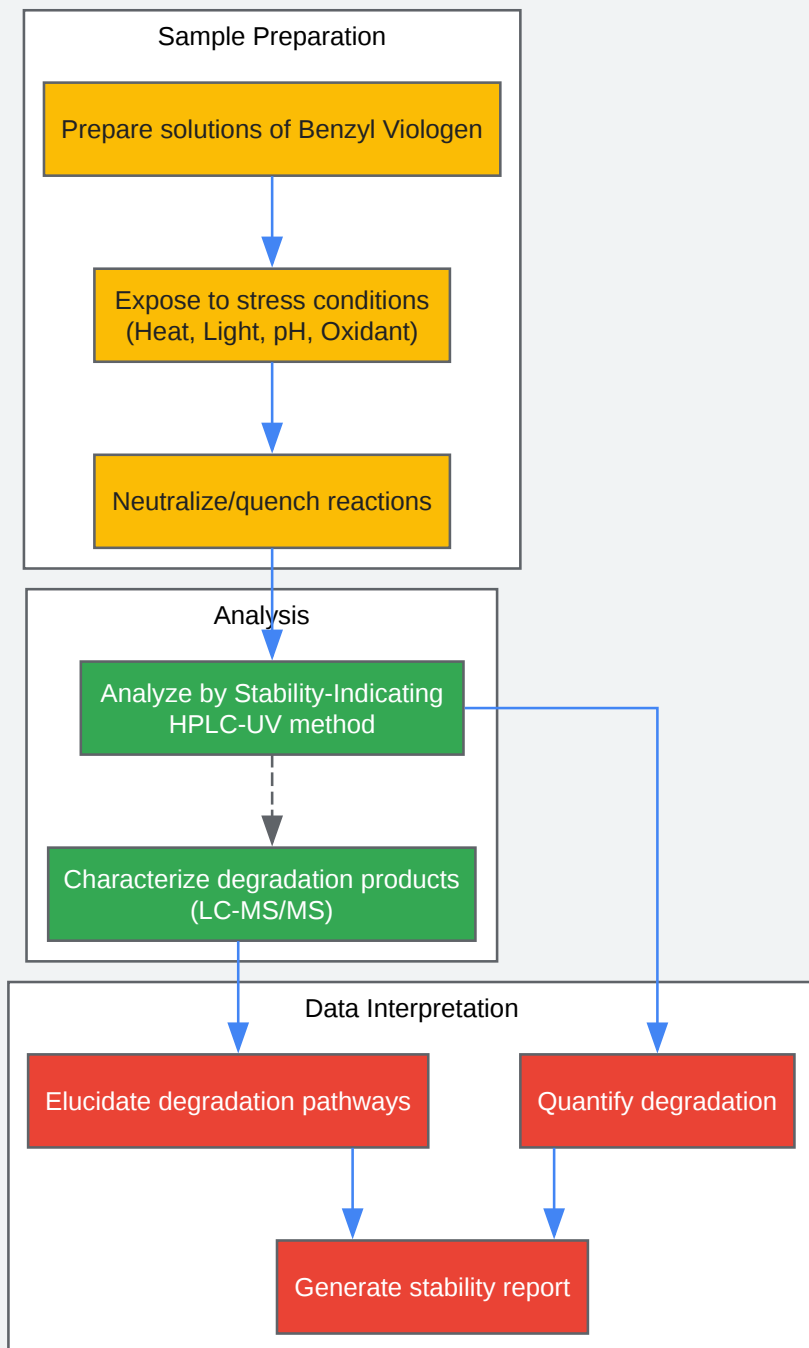 Sample Preparation
Prepare solutions of Benzyl Viologen
Expose to stress conditions
(Heat, Light, pH, Oxidant)
Neutralize/quench reactions
Analysis
Analyze by Stability-Indicating
HPLC-UV method
Characterize degradation products
(LC-MS/MS)
Data Interpretation
Elucidate degradation pathways
Quantify degradation
Generate stability report